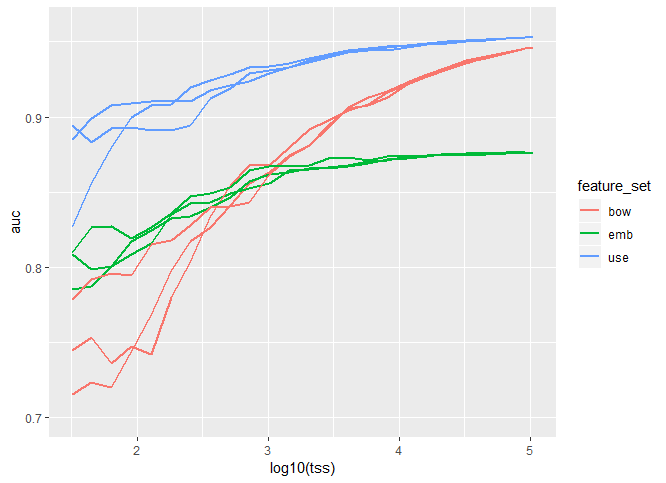 0.9
0.8
0.7
auc
2
3
4
5
log10(tss)
feature_set
bow
emb
use